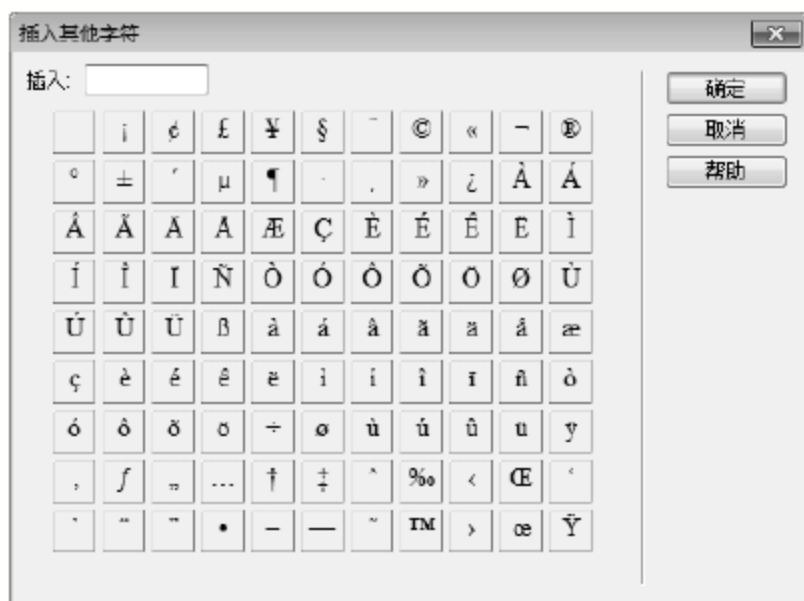 插入其他字符
插入:
确定
取消
帮助
¡ ¢ £ ¥ § ¨ © « ¬ ®
° ± ´ µ ¶ · ¸ » ¿ À Á
Â Ã Ä Å Æ Ç È É Ê Ë Ì
Í Î Ï Ñ Ò Ó Ô Õ Ö Ø Ù
Ú Û Ü ß à á â ã ä å æ
ç è é ê ë ì í î ï ñ ò
ó ô õ ö ÷ ø ù ú û ü ÿ
‚ ƒ „ … † ‡ ˆ ‰ ‹ Œ ‘
’ “ ” • – — ˜ ™ › œ Ÿ